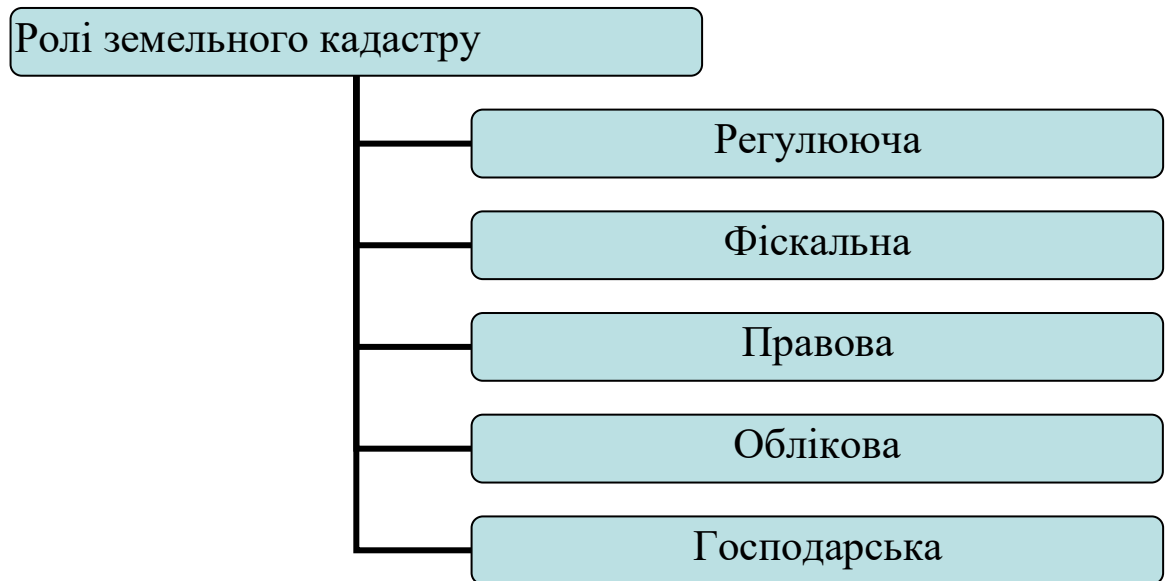 Ролі земельного кадастру
Регулююча
Фіскальна
Правова
Облікова
Господарська